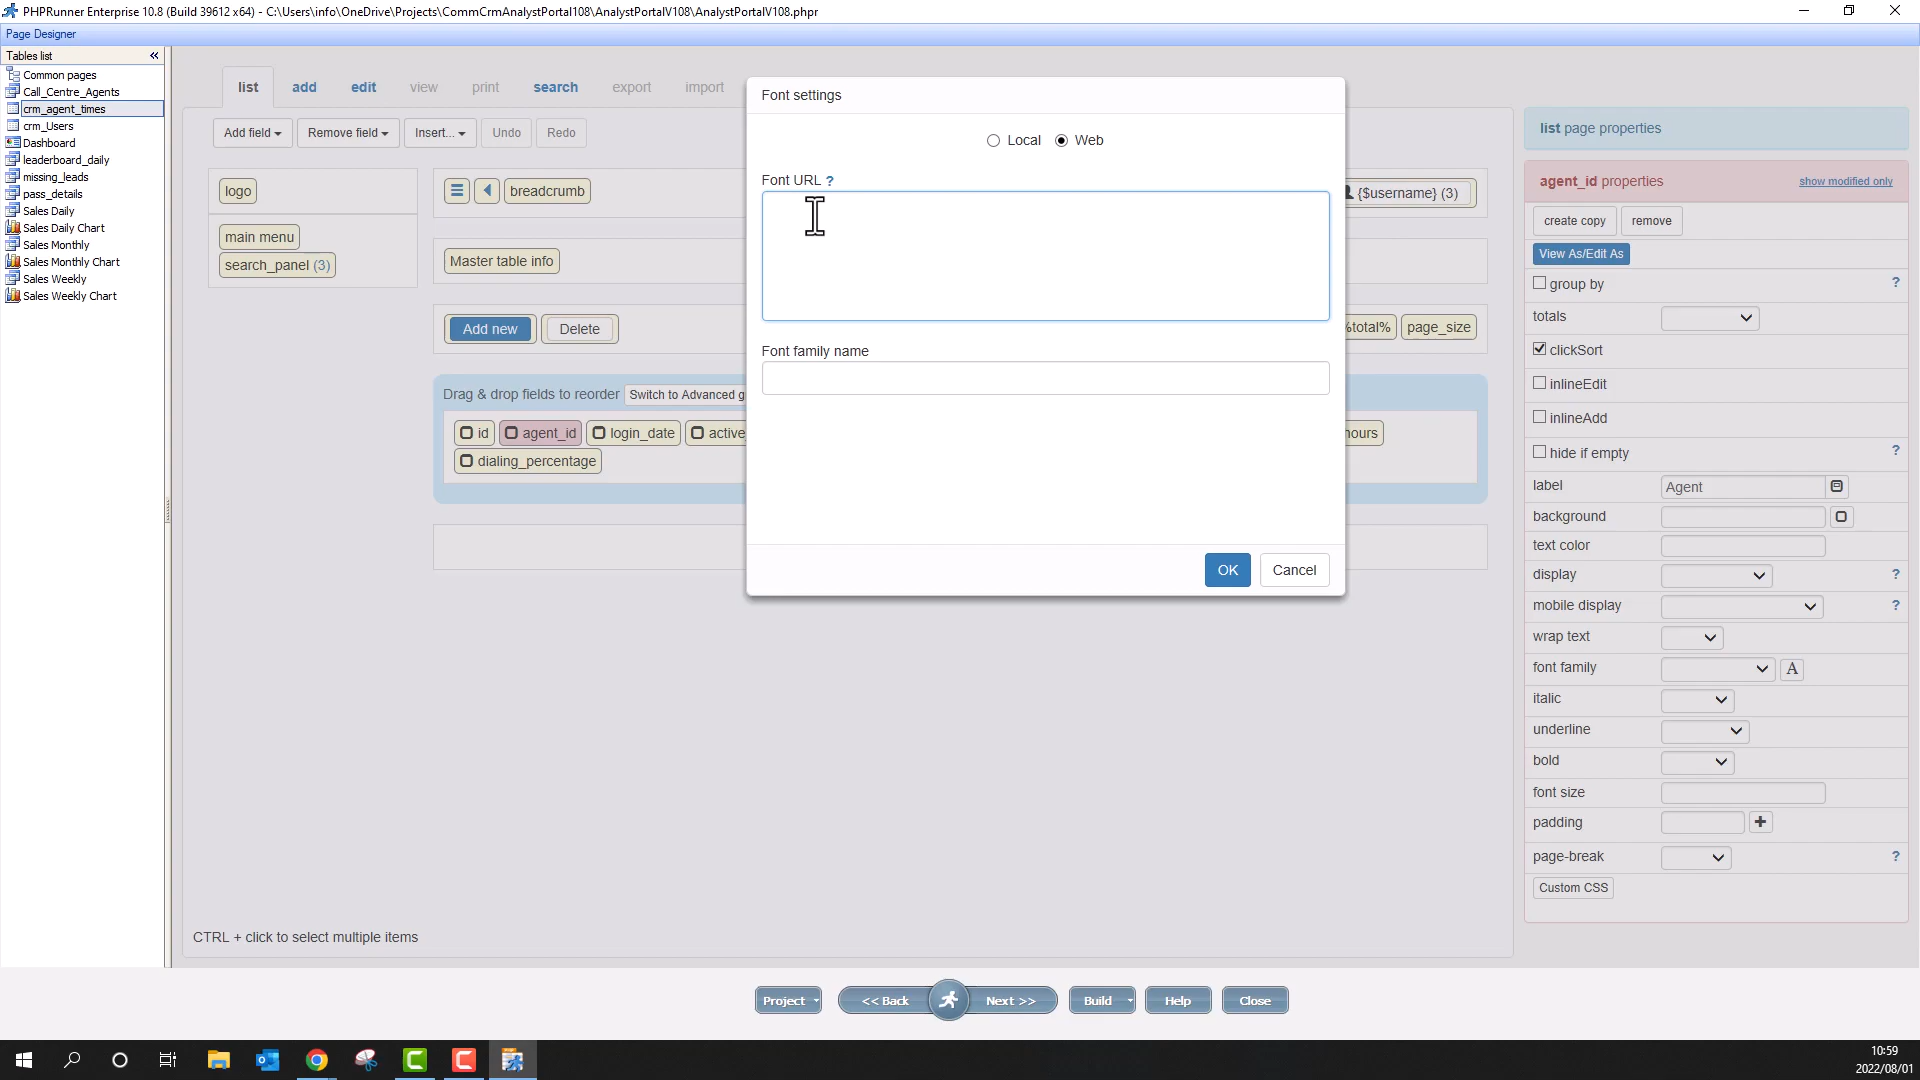 PHPRunner Enterprise 10.8 (Build 39612 x64) - C:\Users\info\OneDrive\Projects\CommCrmAnalystPortal108\AnalystPortalV108\AnalystPortalV108.phpr
Page Designer
Tables list
Common pages
Call_Centre_Agents
crm_agent_times
crm_Users
Dashboard
leaderboard_daily
missing_leads
pass_details
Sales Daily
Sales Daily Chart
Sales Monthly
Sales Monthly Chart
Sales Weekly
Sales Weekly Chart
list add edit view print search export import
Add field Remove field Insert... Undo Redo
logo
main menu
search_panel (3)
breadcrumb
{$username} (3)
Master table info
Add new Delete
%total% page_size
Drag & drop fields to reorder Switch to Advanced g
id agent_id login_date active hours
dialing_percentage
CTRL + click to select multiple items
Font settings
Local Web
Font URL ?
Font family name
OK Cancel
list page properties
agent_id properties show modified only
create copy remove
View As/Edit As
group by ?
totals
clickSort
inlineEdit
inlineAdd
hide if empty ?
label Agent
background
text color
display ?
mobile display ?
wrap text
font family A
italic
underline
bold
font size
padding
page-break ?
Custom CSS
Project << Back Next >> Build Help Close
10:59
2022/08/01